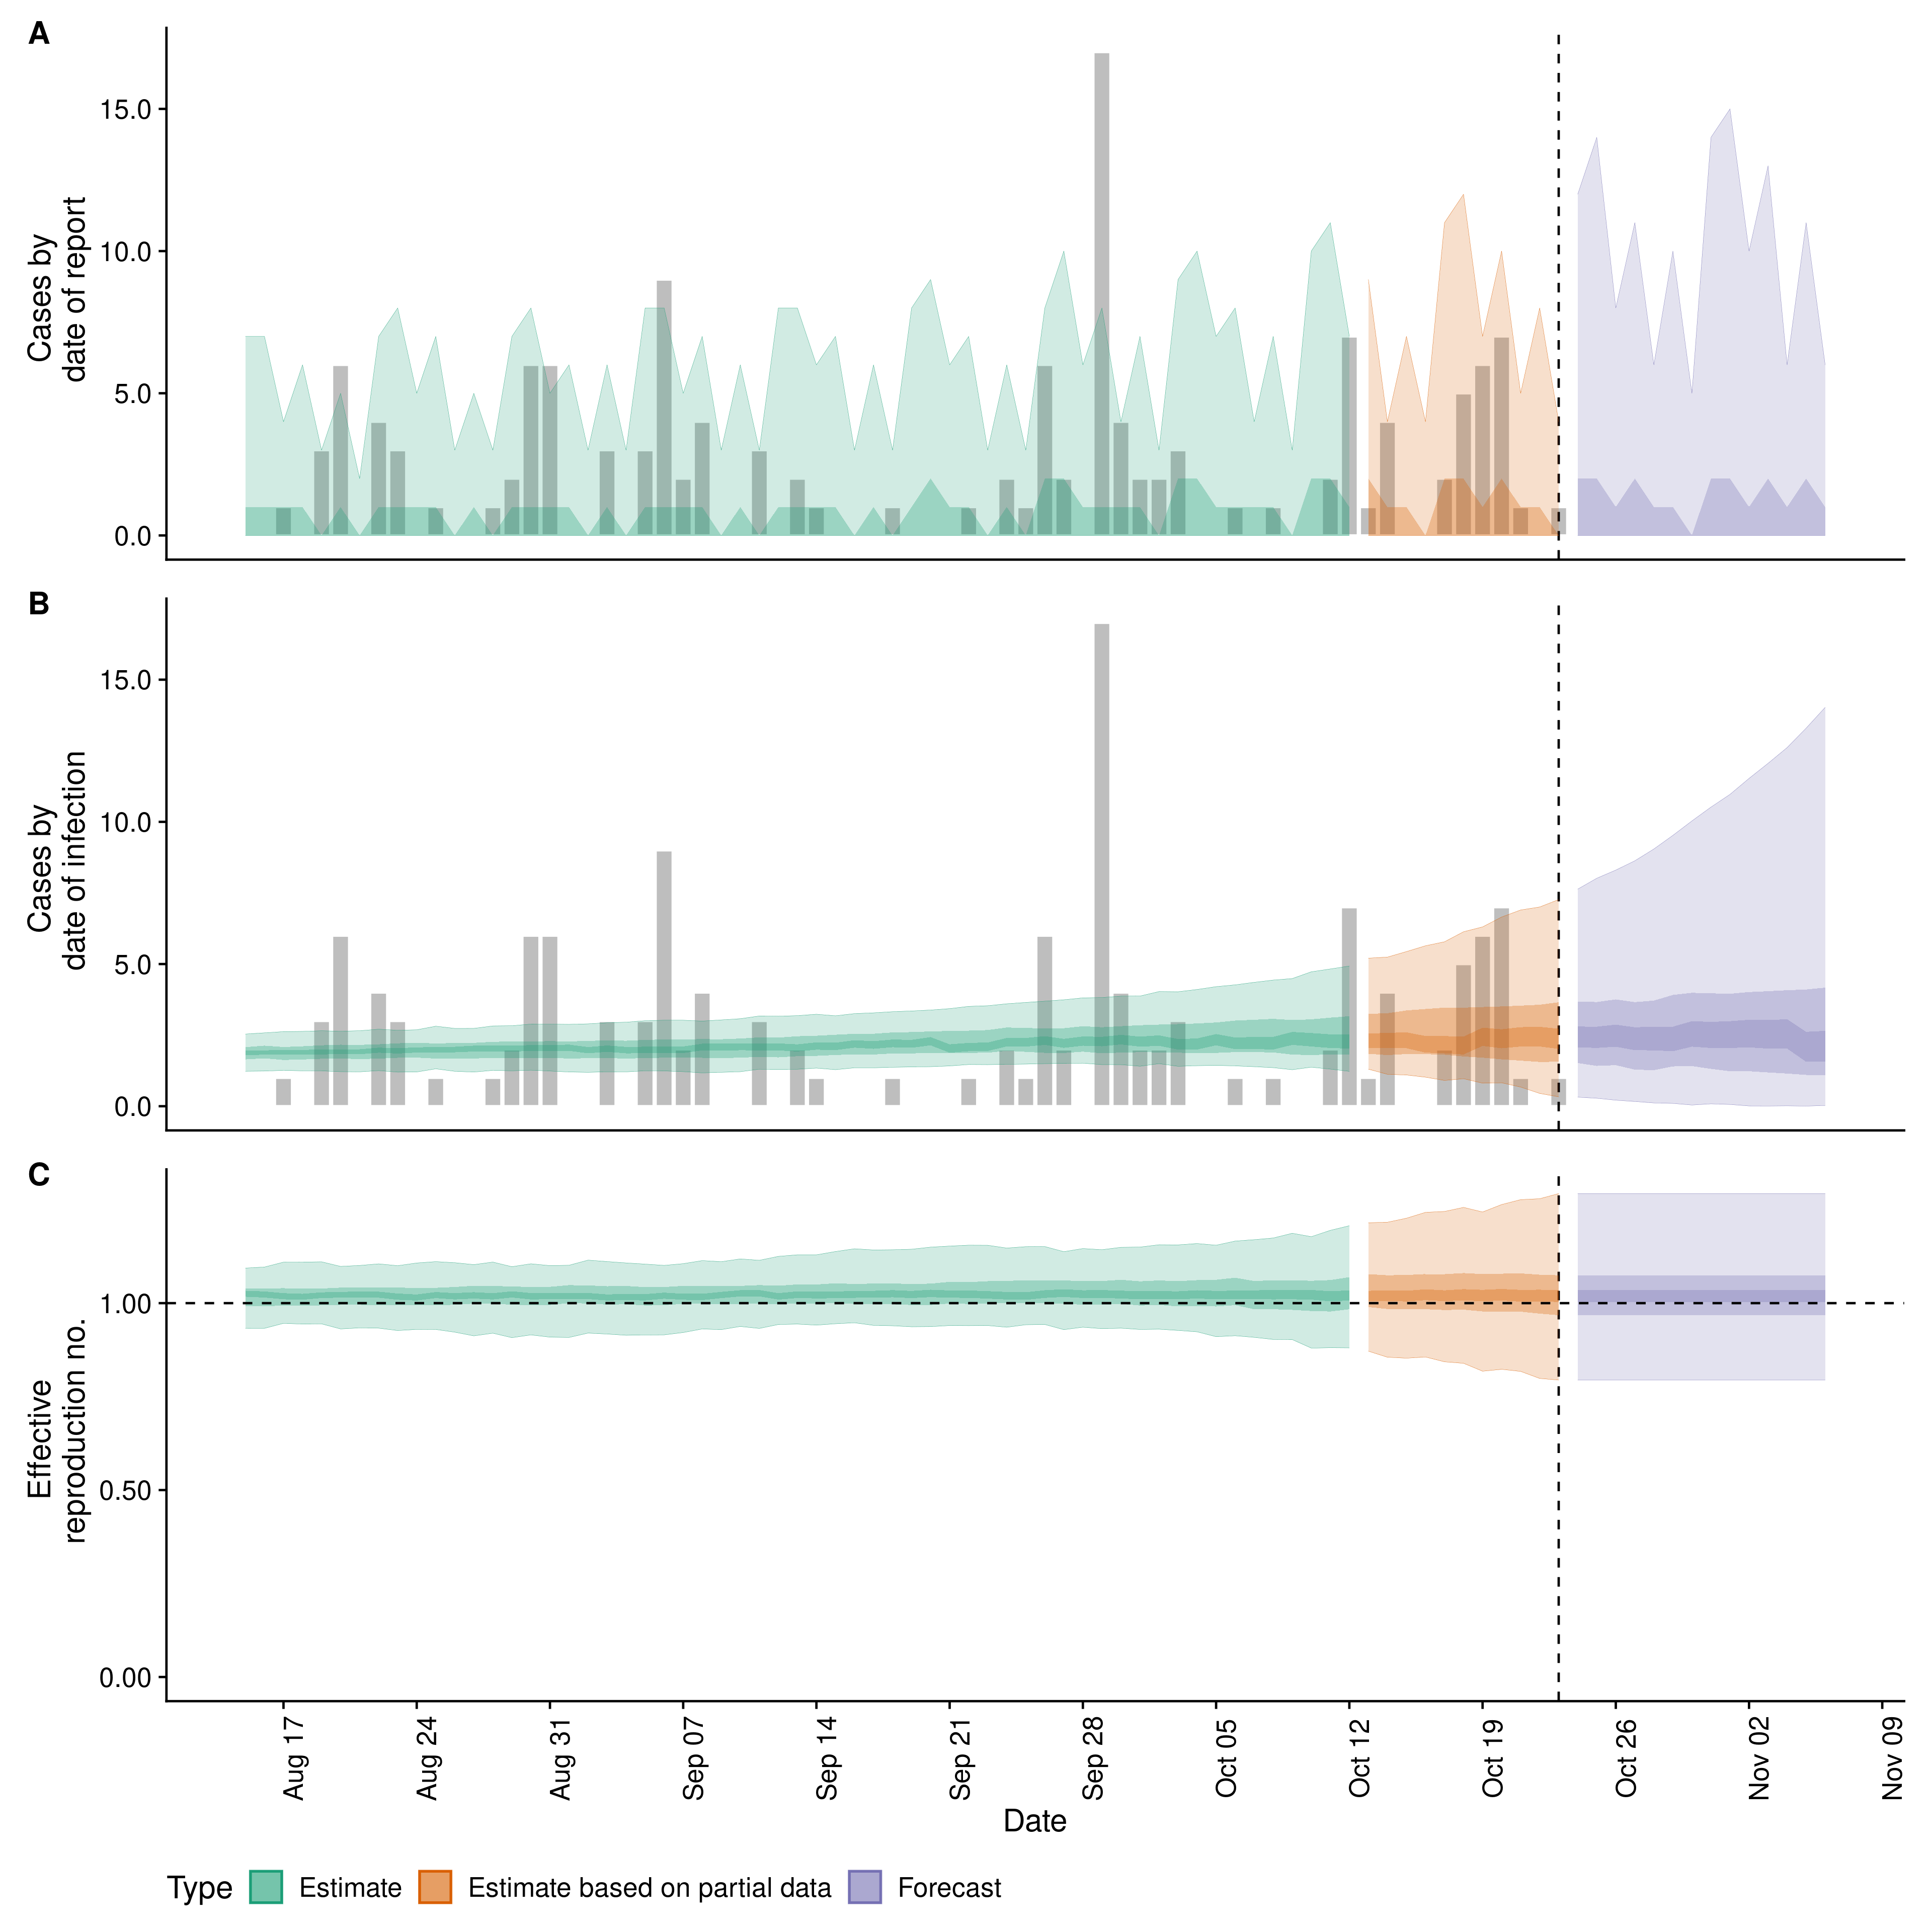 A
Cases by
date of report
15.0
10.0
5.0
0.0
B
Cases by
date of infection
15.0
10.0
5.0
0.0
C
Effective
reproduction no.
1.00
0.50
0.00
Aug 17
Aug 24
Aug 31
Sep 07
Sep 14
Sep 21
Sep 28
Oct 05
Oct 12
Oct 19
Oct 26
Nov 02
Nov 09
Date
Type Estimate Estimate based on partial data Forecast